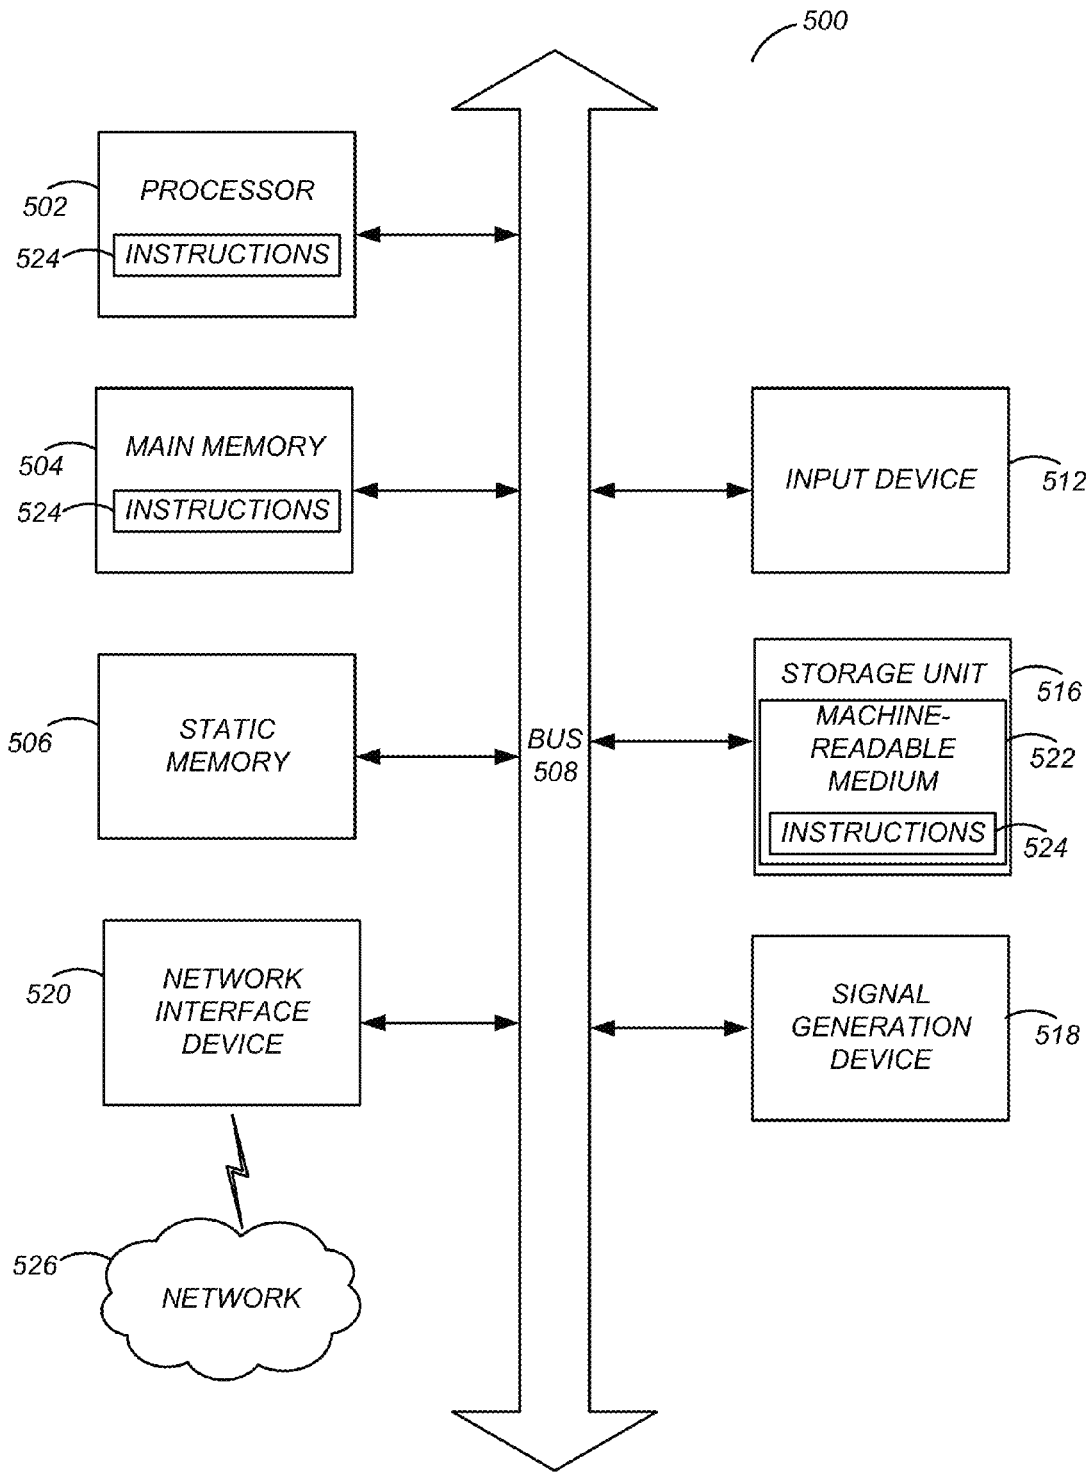 500
PROCESSOR
502
524
INSTRUCTIONS
MAIN MEMORY
504
524
INSTRUCTIONS
INPUT DEVICE
512
STATIC
MEMORY
506
BUS
508
STORAGE UNIT
516
MACHINE-
READABLE
MEDIUM
522
INSTRUCTIONS
524
NETWORK
INTERFACE
DEVICE
520
SIGNAL
GENERATION
DEVICE
518
526
NETWORK